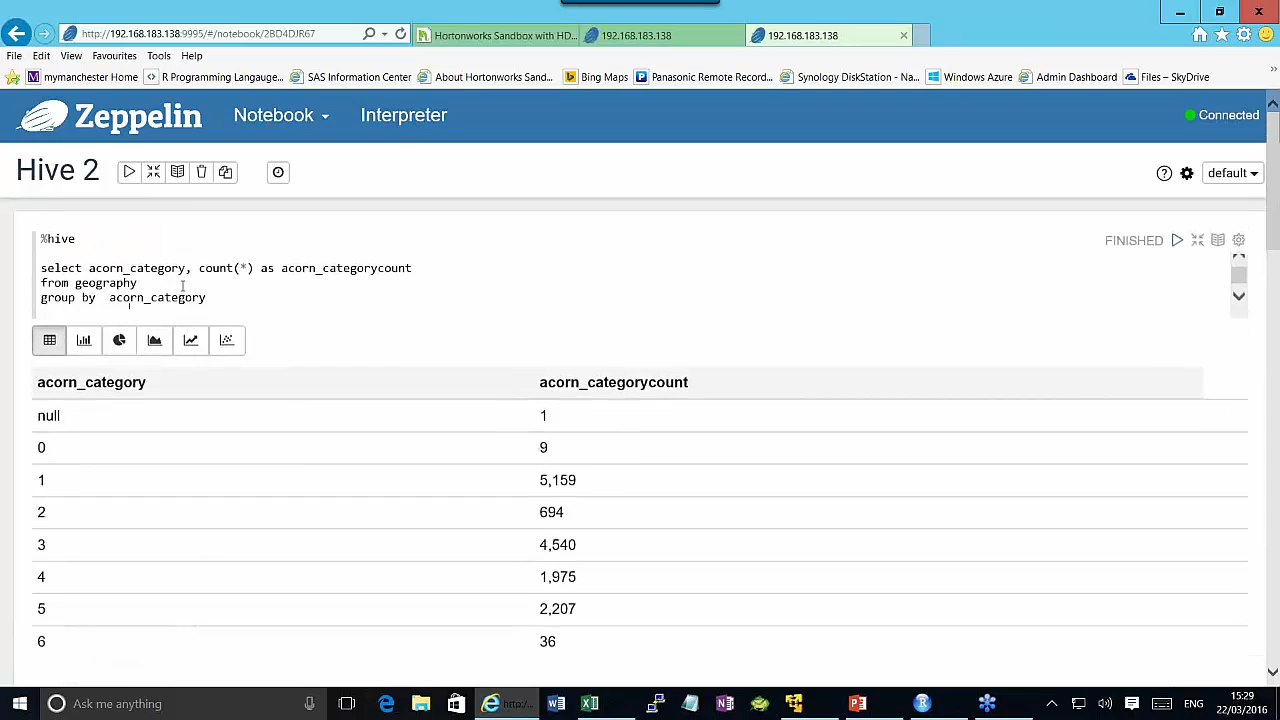 http://192.168.183.138:9995/#/notebook/2BD4DJR67
Hortonworks Sandbox with HD...
192.168.183.138
192.168.183.138
File Edit View Favourites Tools Help
mymanchester Home R Programming Langauge... SAS Information Center About Hortonworks Sand... Bing Maps Panasonic Remote Record... Synology DiskStation - Na... Windows Azure Admin Dashboard Files – SkyDrive
Zeppelin Notebook Interpreter Connected
Hive 2 default
%hive
FINISHED
select acorn_category, count(*) as acorn_categorycount
from geography
group by acorn_category
acorn_category acorn_categorycount
null 1
0 9
1 5,159
2 694
3 4,540
4 1,975
5 2,207
6 36
Ask me anything
http:/...
ENG
15:29
22/03/2016